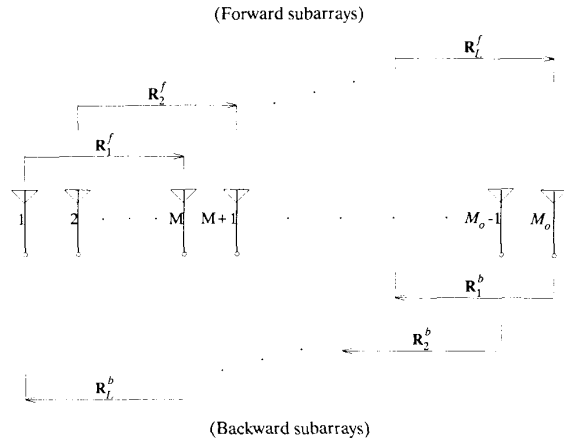 (Forward subarrays)
R_L^f
R_2^f
R_1^f
1 2 . . . M M + 1 . . . . M_o -1 M_o
R_1^b
R_2^b
R_L^b
(Backward subarrays)